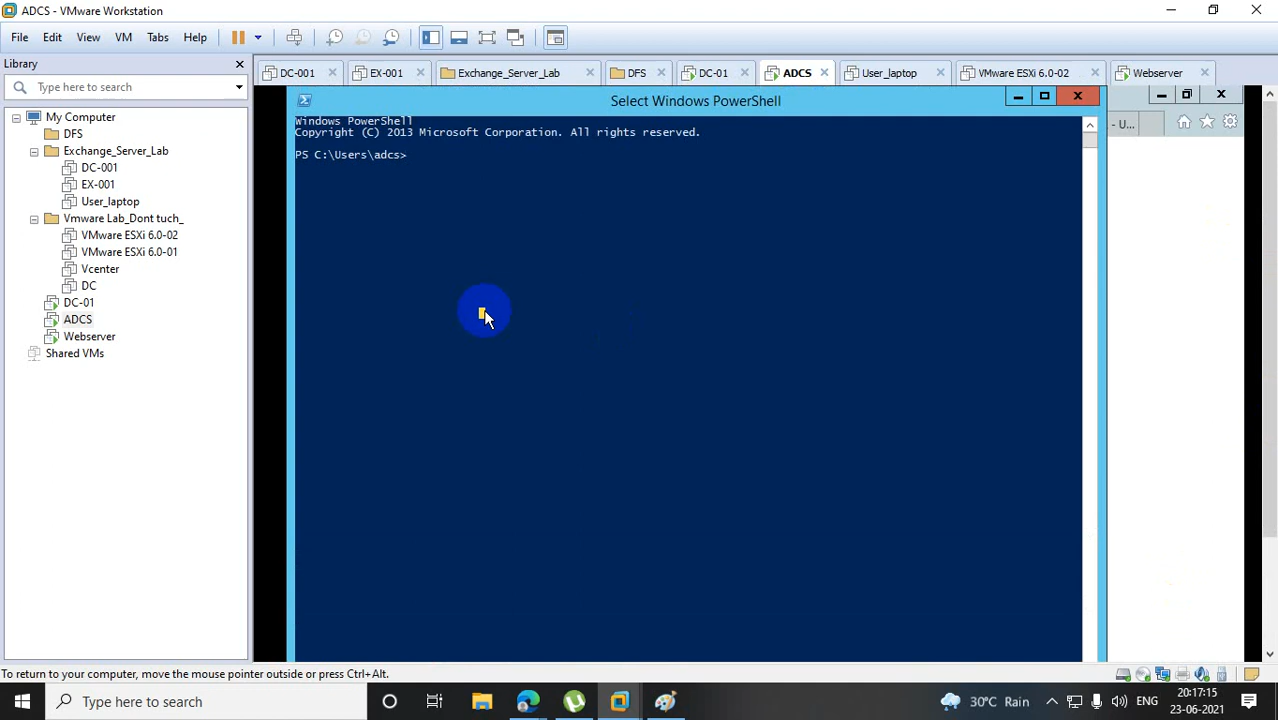 ADCS - VMware Workstation
File Edit View VM Tabs Help
Library
Type here to search
My Computer
DFS
Exchange_Server_Lab
DC-001
EX-001
User_laptop
Vmware Lab_Dont tuch_
VMware ESXi 6.0-02
VMware ESXi 6.0-01
Vcenter
DC
DC-01
ADCS
Webserver
Shared VMs
DC-001 EX-001 Exchange_Server_Lab DFS DC-01 ADCS User_laptop VMware ESXi 6.0-02 Webserver
Select Windows PowerShell
- U...
Windows PowerShell
Copyright (C) 2013 Microsoft Corporation. All rights reserved.
PS C:\Users\adcs>
To return to your computer, move the mouse pointer outside or press Ctrl+Alt.
Type here to search
30°C Rain
ENG
20:17:15
23-06-2021